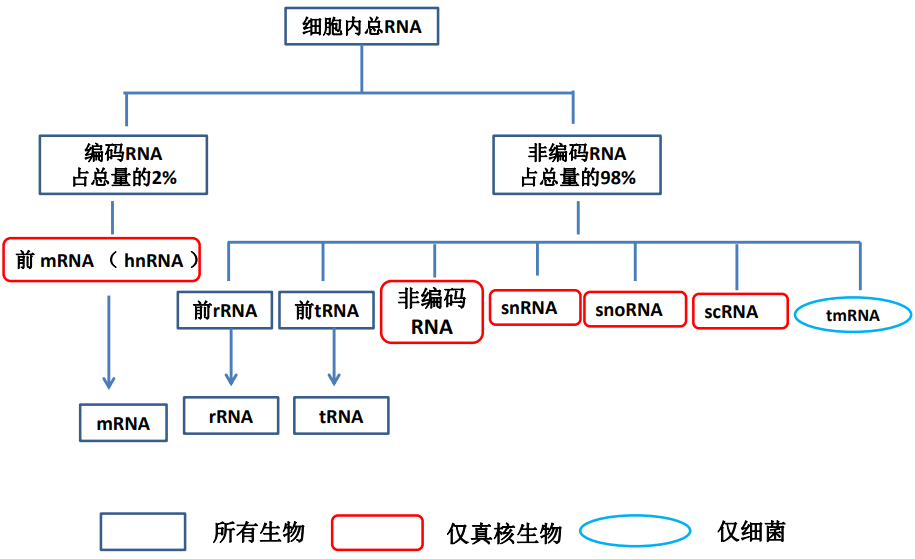 细胞内总RNA
编码RNA
占总量的2%
非编码RNA
占总量的98%
前 mRNA （ hnRNA ）
前rRNA
前tRNA
非编码
RNA
snRNA
snoRNA
scRNA
tmRNA
mRNA
rRNA
tRNA
所有生物
仅真核生物
仅细菌